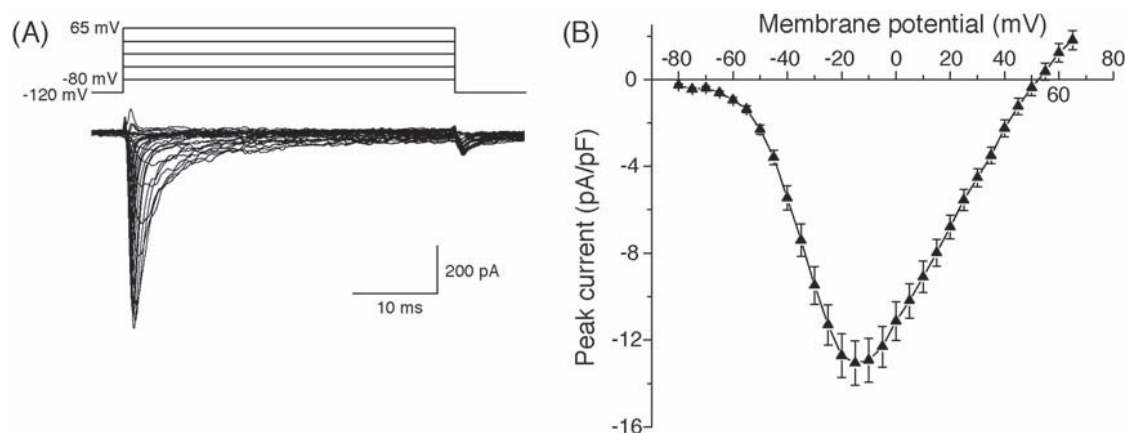 (A)
65 mV
-80 mV
-120 mV
200 pA
10 ms
(B)
Membrane potential (mV)
-80 -60 -40 -20 0 20 40 60 80
0
-4
-8
-12
-16
Peak current (pA/pF)